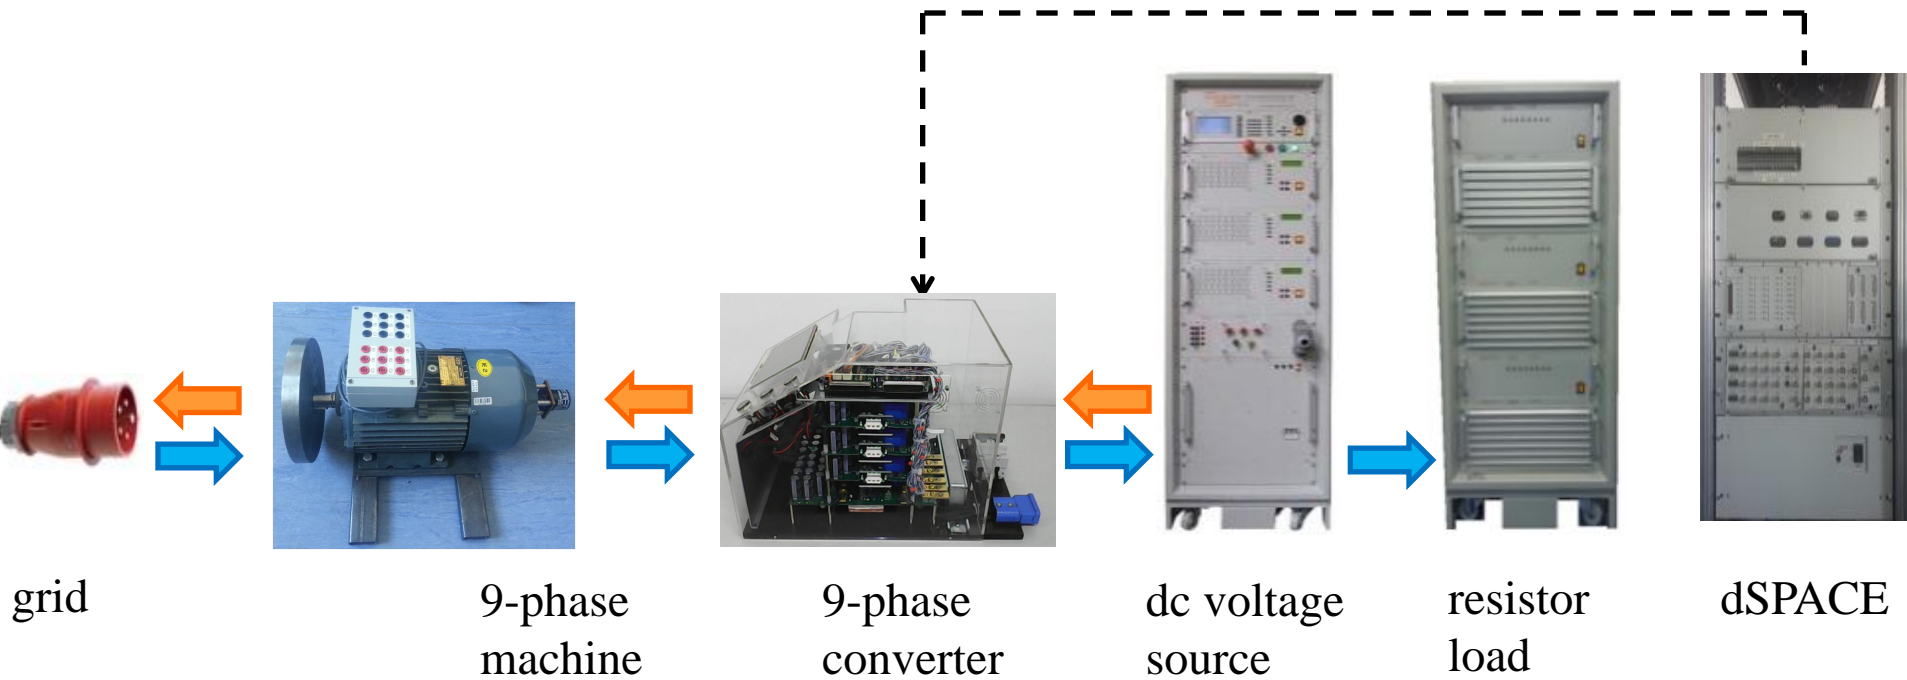 grid
9-phase
machine
9-phase
converter
dc voltage
source
resistor
load
dSPACE